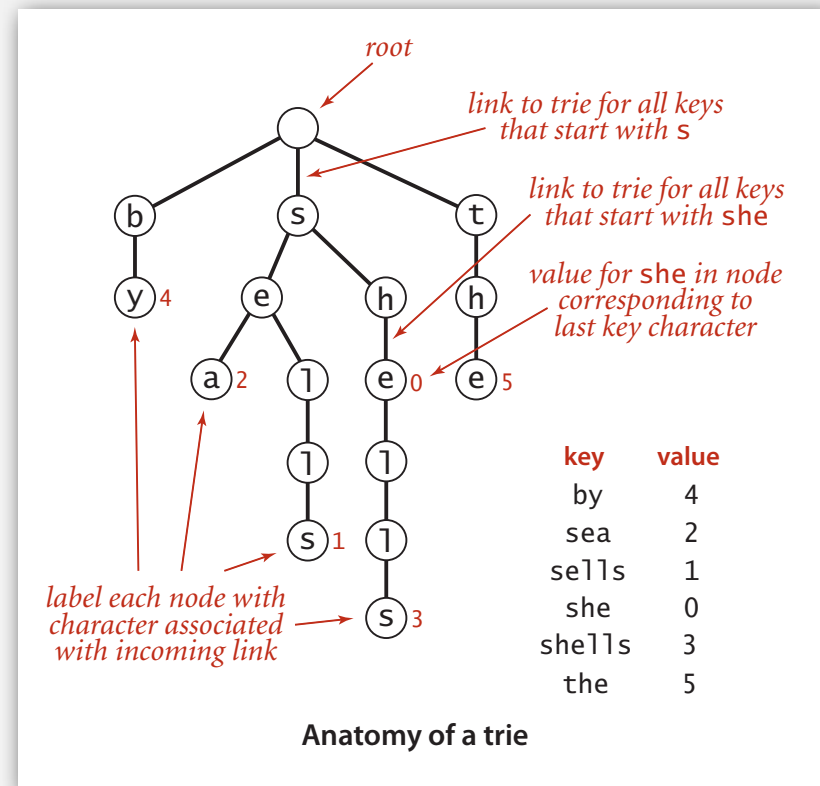 root
link to trie for all keys
that start with s
link to trie for all keys
that start with she
b
s
t
value for she in node
corresponding to
last key character
y 4
e
h
h
a 2
l
e 0
e 5
l
l
s 1
l
s 3
key value
by 4
sea 2
sells 1
she 0
shells 3
the 5
label each node with
character associated
with incoming link
Anatomy of a trie